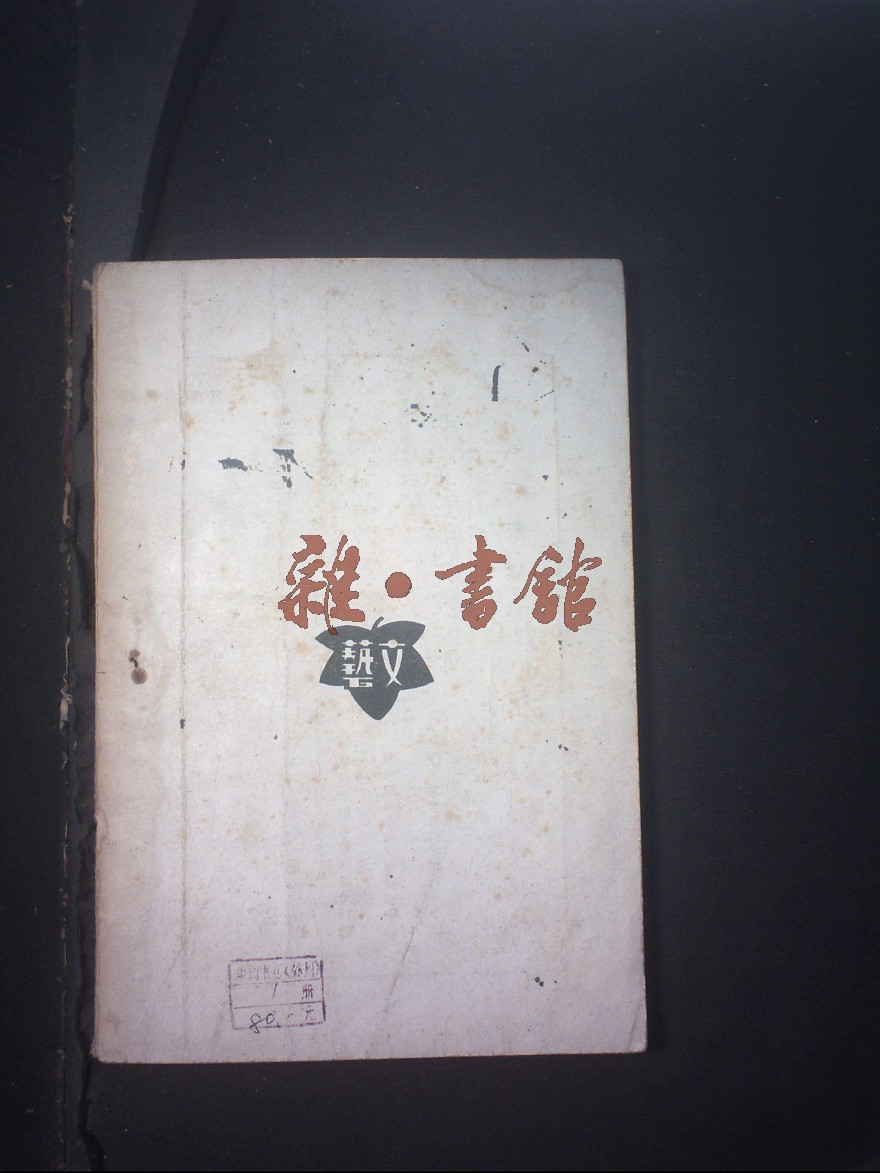 雜·書館
藝文
1 册
80.- 元